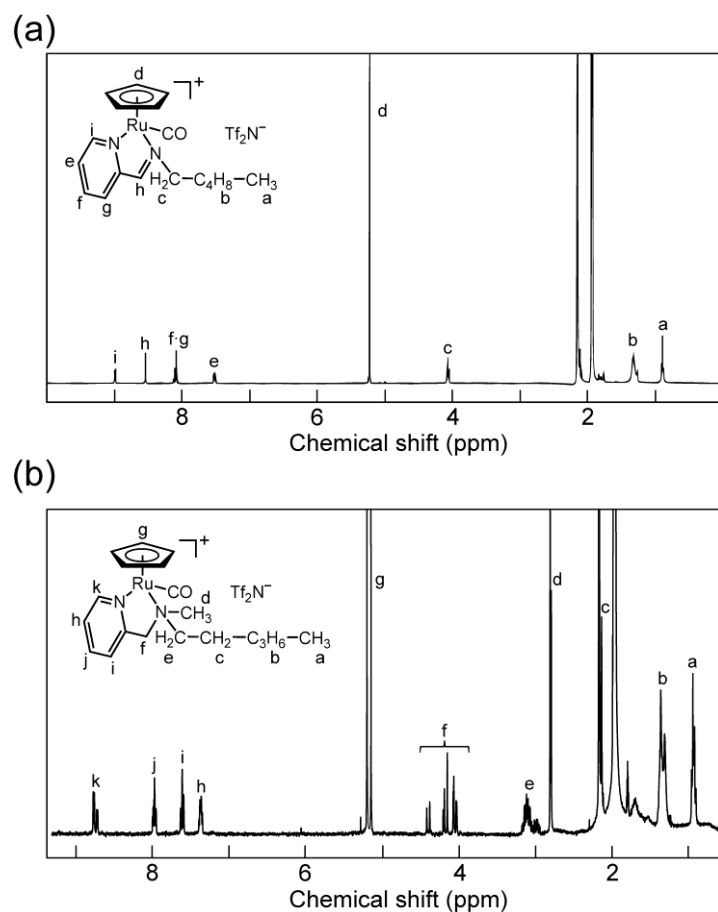 (a)
d
]+
Ru
CO
Tf₂N⁻
i
N
N
e
f
g
h
H₂C
C₄H₈
CH₃
c
b
a
d
i
h
f·g
e
c
b
a
8
6
4
2
Chemical shift (ppm)
(b)
g
]+
Ru
CO
Tf₂N⁻
k
N
N
d
CH₃
h
j
i
f
H₂C
CH₂
C₃H₆
CH₃
e
c
b
a
g
d
c
b
a
f
e
k
j
i
h
8
6
4
2
Chemical shift (ppm)